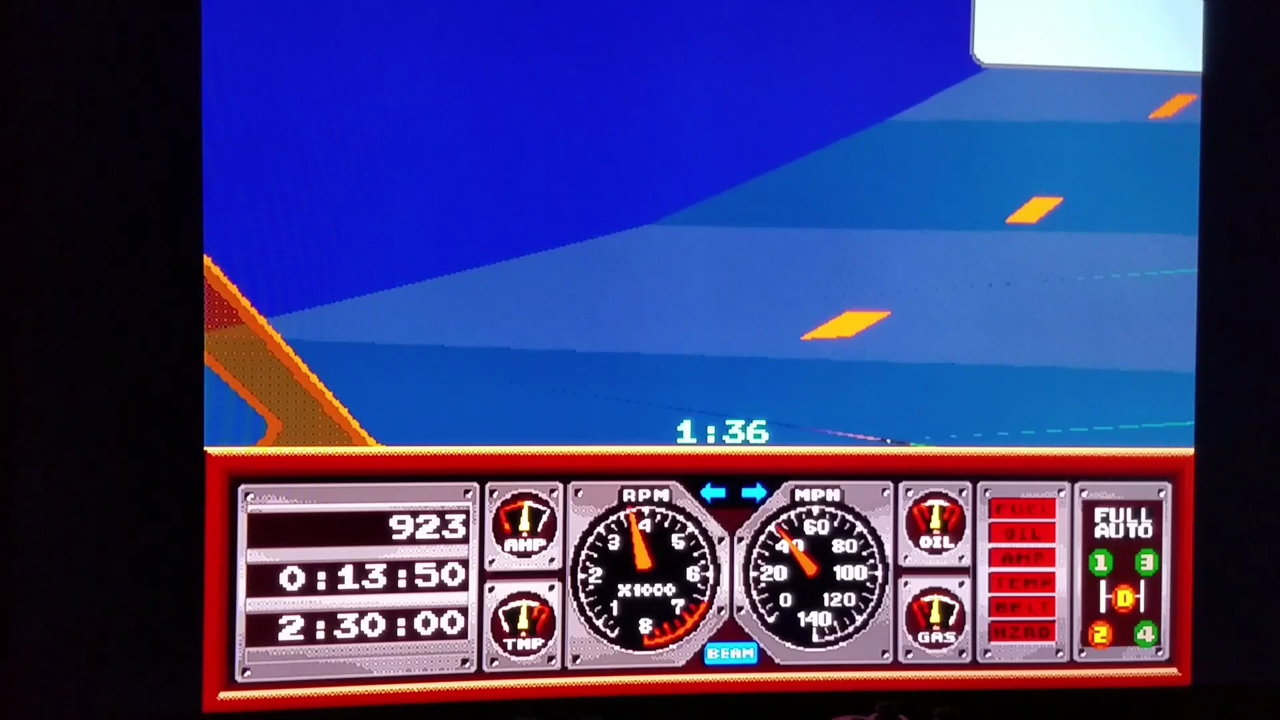 1:36
923
0:13:50
2:30:00
AMP
TMP
RPM
1 2 3 4 5 6 7 8
X1000
MPH
0 20 40 60 80 100 120 140
BEAM
OIL
GAS
FUEL
OIL
AMP
TEMP
BELT
HZRD
FULL
AUTO
1 3
D
2 4